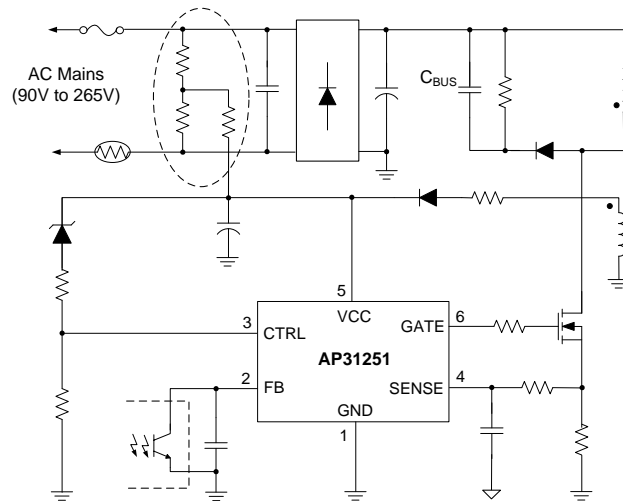 AC Mains
(90V to 265V)
CBUS
5
VCC
3
CTRL
GATE
6
AP31251
2
FB
SENSE
4
GND
1